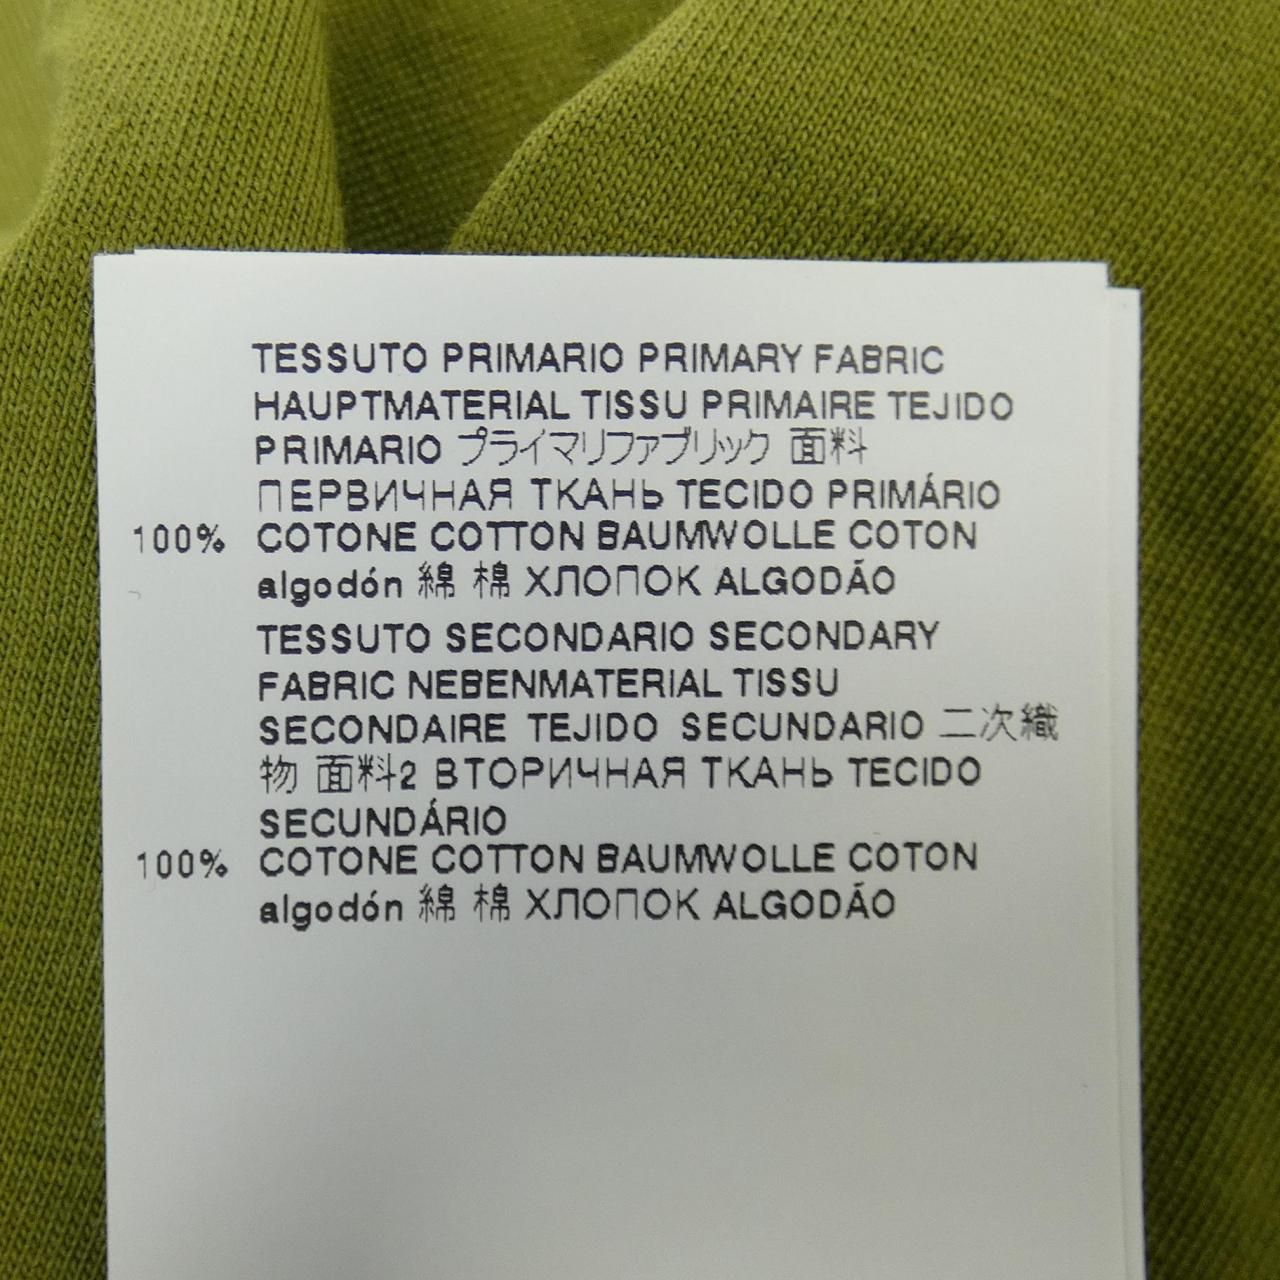 TESSUTO PRIMARIO PRIMARY FABRIC
HAUPTMATERIAL TISSU PRIMAIRE TEJIDO
PRIMARIO プライマリファブリック 面料
ПЕРВИЧНАЯ ТКАНЬ TECIDO PRIMÁRIO
100% COTONE COTTON BAUMWOLLE COTON
algodón 綿 棉 ХЛОПОК ALGODÃO
TESSUTO SECONDARIO SECONDARY
FABRIC NEBENMATERIAL TISSU
SECONDAIRE TEJIDO SECUNDARIO 二次織
物 面料2 ВТОРИЧНАЯ ТКАНЬ TECIDO
SECUNDÁRIO
100% COTONE COTTON BAUMWOLLE COTON
algodón 綿 棉 ХЛОПОК ALGODÃO